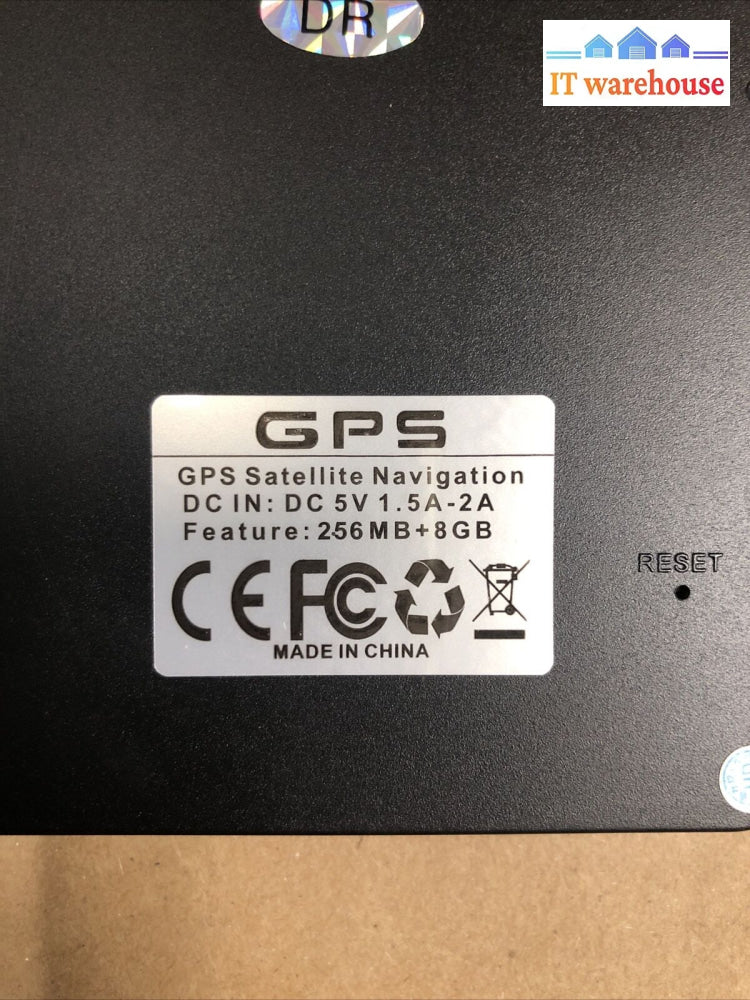 DR
IT warehouse
GPS
GPS Satellite Navigation
DC IN: DC 5V 1.5A-2A
Feature: 256MB+8GB
CE FC
RESET
MADE IN CHINA